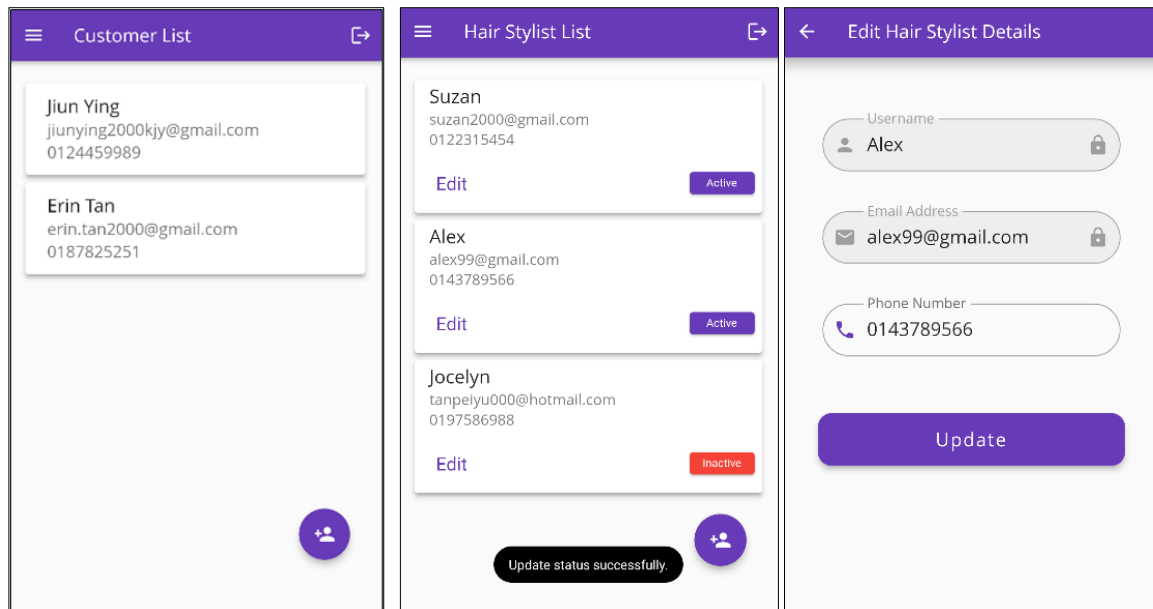 Customer List
Jiun Ying
jiunying2000kjy@gmail.com
0124459989
Erin Tan
erin.tan2000@gmail.com
0187825251
Hair Stylist List
Suzan
suzan2000@gmail.com
0122315454
Edit
Active
Alex
alex99@gmail.com
0143789566
Edit
Active
Jocelyn
tanpeiyu000@hotmail.com
0197586988
Edit
Inactive
Update status successfully.
Edit Hair Stylist Details
Username
Alex
Email Address
alex99@gmail.com
Phone Number
0143789566
Update